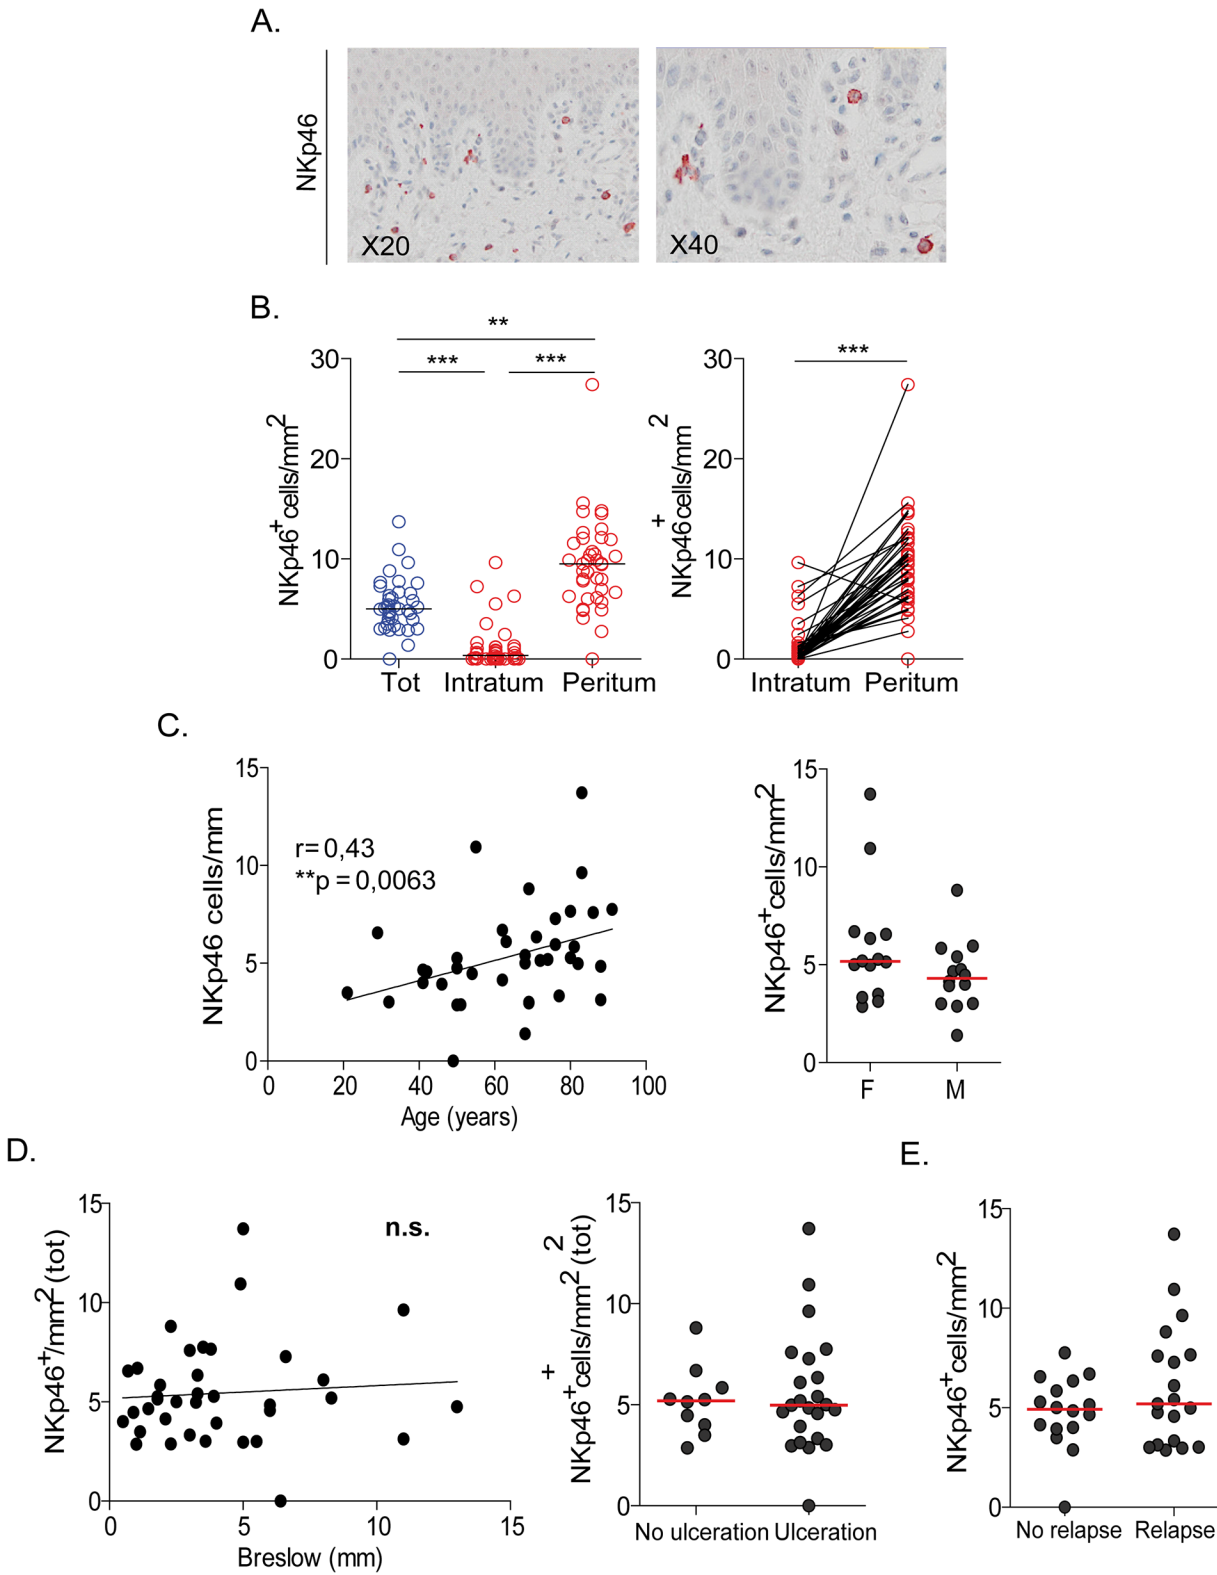 A.
NKp46
X20
X40
B.
**
*** ***
***
NKp46+cells/mm2
30
20
10
0
Tot Intratum Peritum
NKp46+cells/mm2
30
20
10
0
Intratum Peritum
C.
NKp46 cells/mm
15
10
5
0
r= 0,43
**p = 0,0063
0 20 40 60 80 100
Age (years)
NKp46+cells/mm2
15
10
5
0
F M
D.
NKp46+/mm2 (tot)
15
10
5
0
n.s.
0 5 10 15
Breslow (mm)
+ 2
NKp46+cells/mm2 (tot)
15
10
5
0
No ulceration Ulceration
E.
NKp46+cells/mm2
15
10
5
0
No relapse Relapse